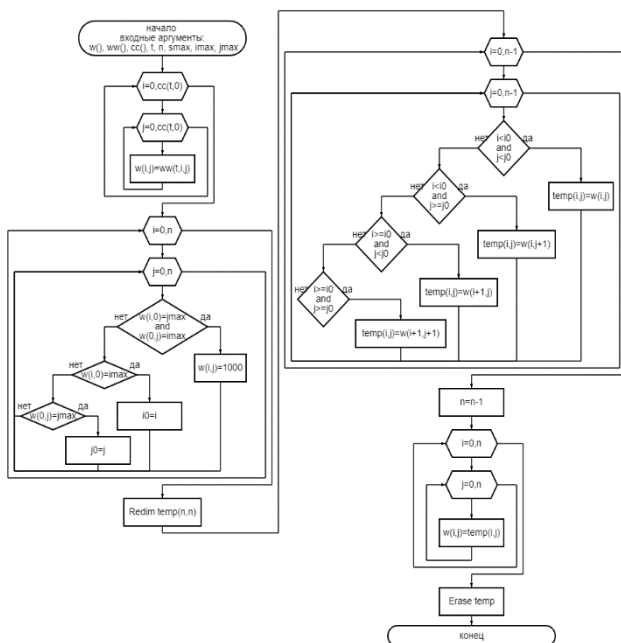 начало
входные аргументы:
w(), ww(), cc(), t, n, smax, imax, jmax
i=0,cc(t,0)
j=0,cc(t,0)
w(i,j)=ww(t,i,j)
i=0,n
j=0,n
нет
w(i,0)=jmax
and
w(0,j)=imax
да
w(i,j)=1000
нет
w(i,0)=imax
да
i0=i
нет
w(0,j)=jmax
да
j0=j
Redim temp(n,n)
i=0,n-1
j=0,n-1
нет
i<i0
and
j<j0
да
temp(i,j)=w(i,j)
нет
i<i0
and
j>=j0
да
temp(i,j)=w(i,j+1)
нет
i>=i0
and
j<j0
да
temp(i,j)=w(i+1,j)
нет
i>=i0
and
j>=j0
да
temp(i,j)=w(i+1,j+1)
n=n-1
i=0,n
j=0,n
w(i,j)=temp(i,j)
Erase temp
конец